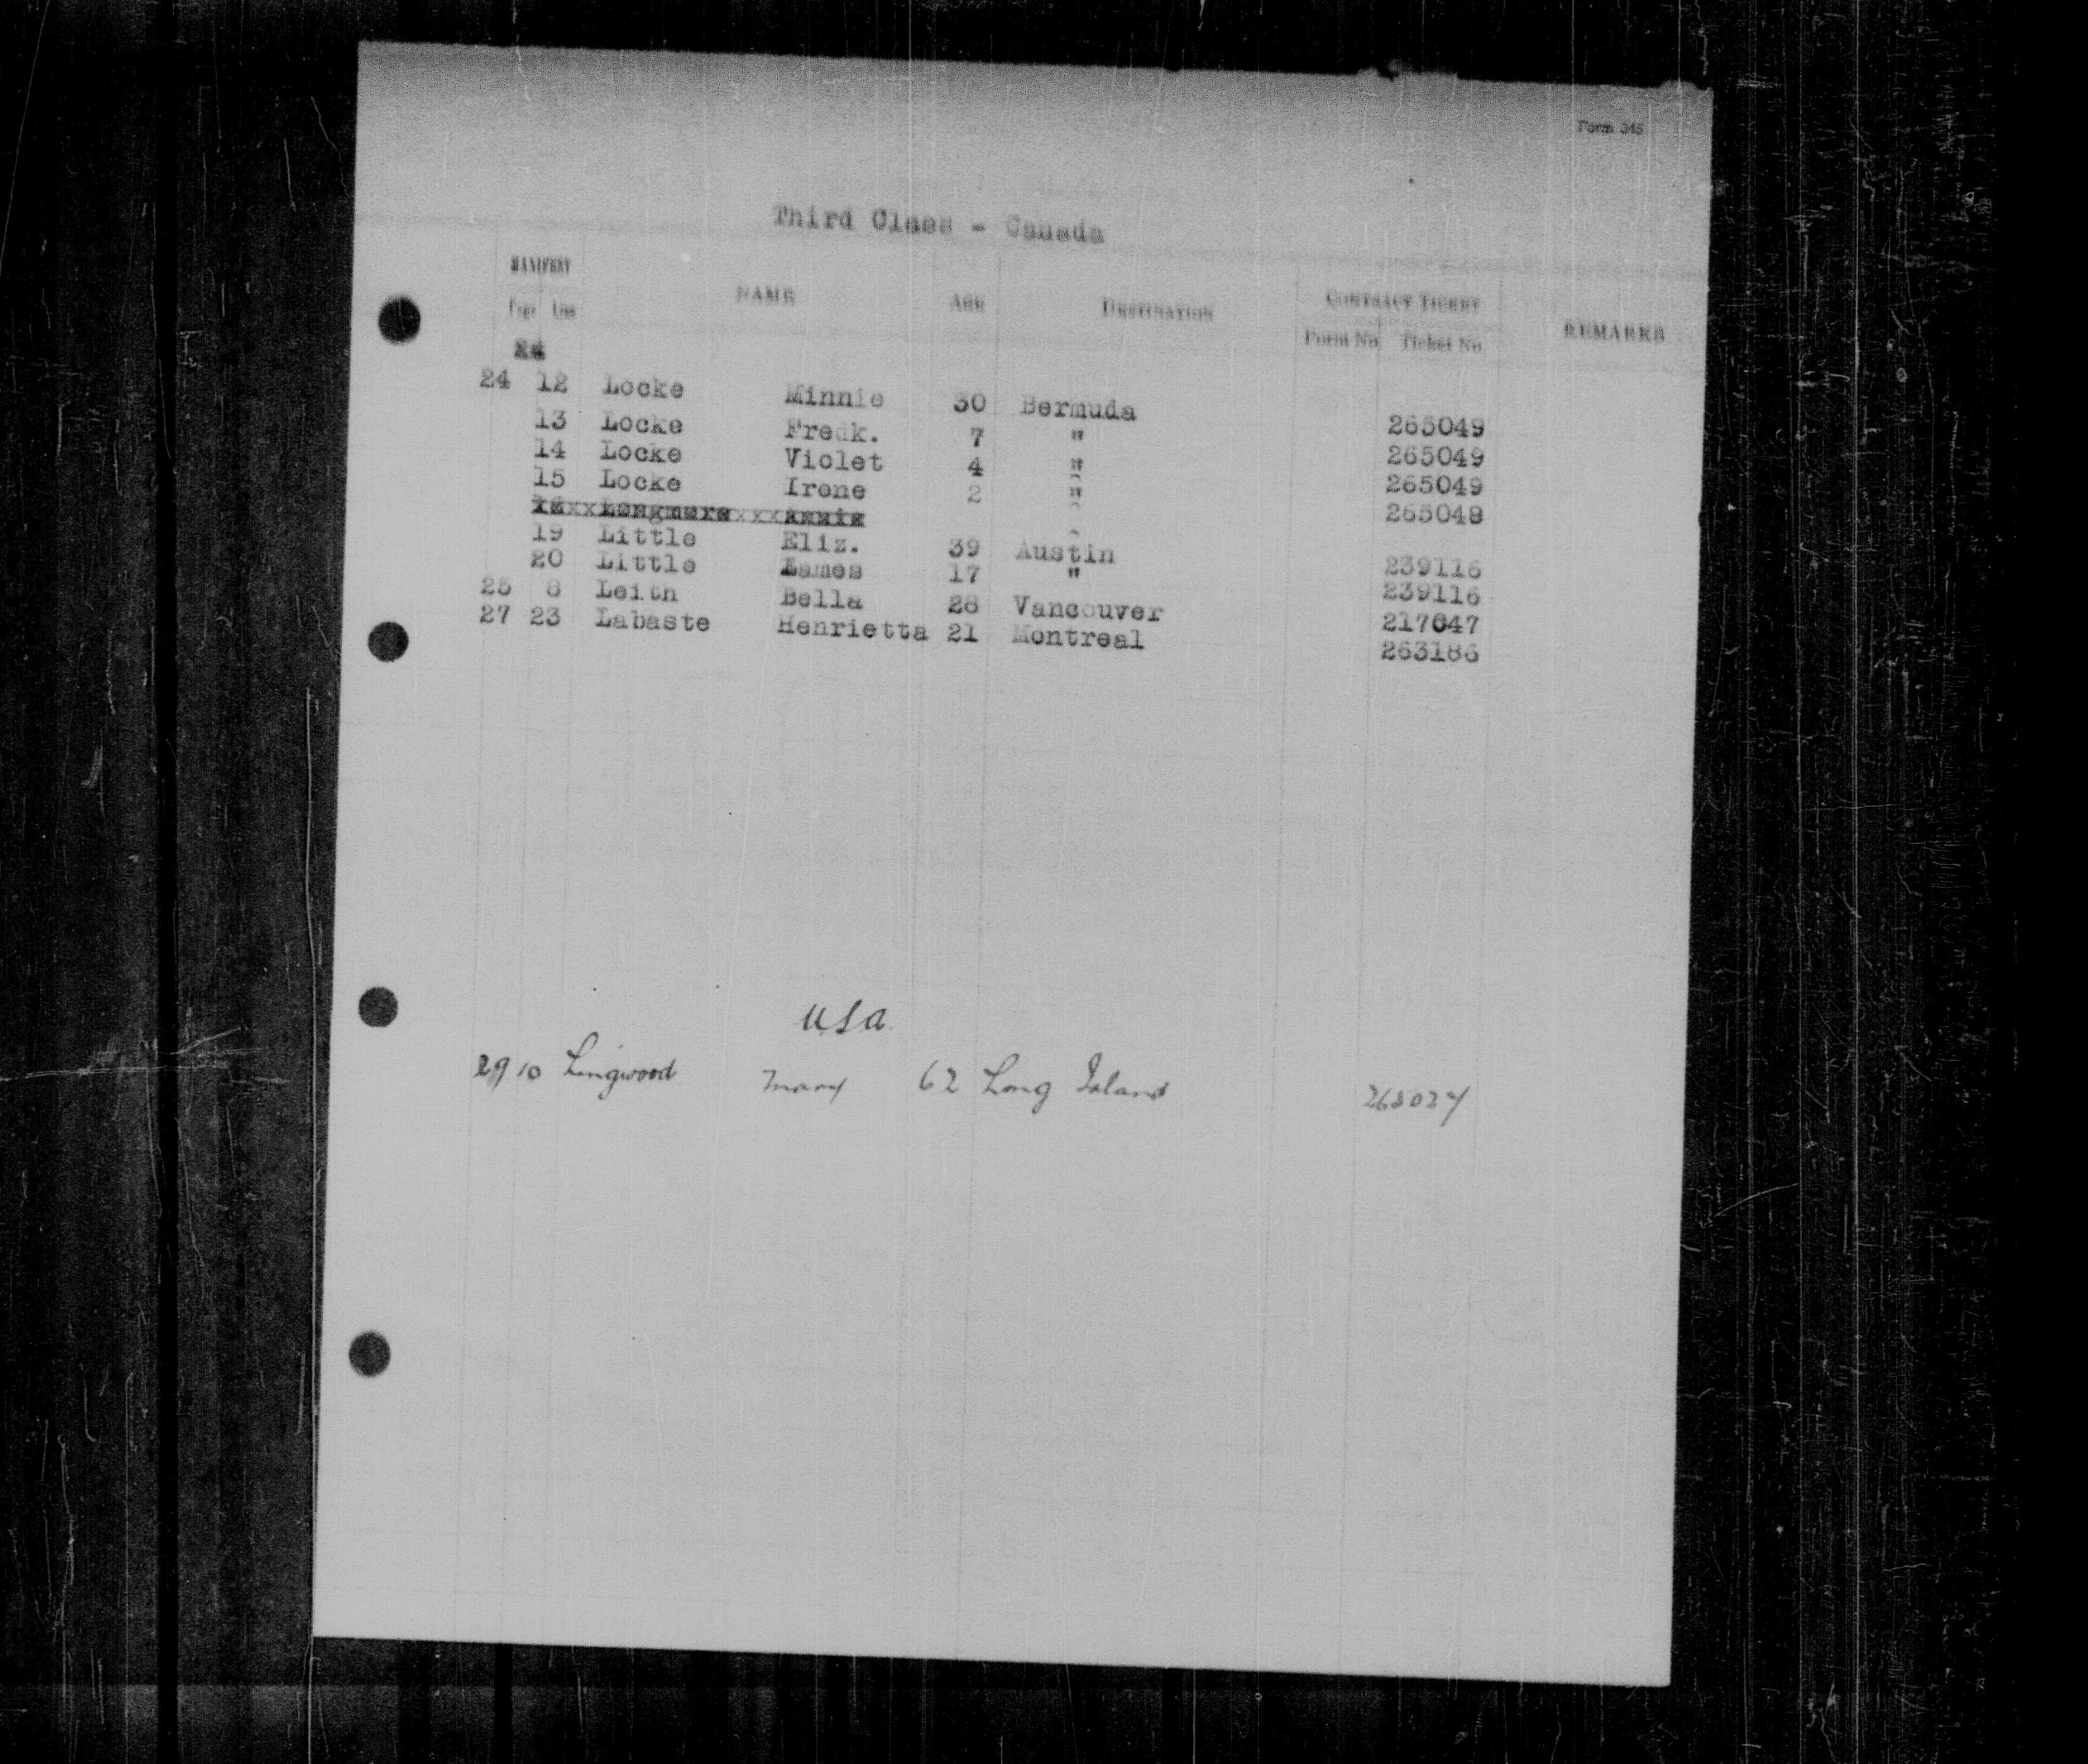 Form 345
Third Class - Canada
MANIFEST
Page Line NAME AGE DESTINATION CONTRACT TICKET REMARKS
Form No. Ticket No.
24 12 Locke Minnie 30 Bermuda 265049
13 Locke Fredk. 7 " 265049
14 Locke Violet 4 " 265049
15 Locke Irene 2 " 265049
19 Little Eliz. 39 Austin 239116
20 Little James 17 " 239116
25 8 Leith Bella 28 Vancouver 217647
27 23 Labaste Henrietta 21 Montreal 263186
USA
29 10 Lingwood Mary 62 Long Island